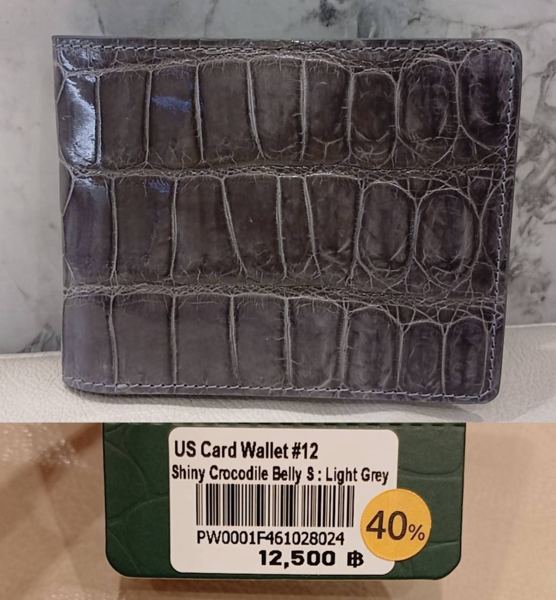 US Card Wallet #12
Shiny Crocodile Belly S : Light Grey
PW0001F461028024
12,500 ฿
40%